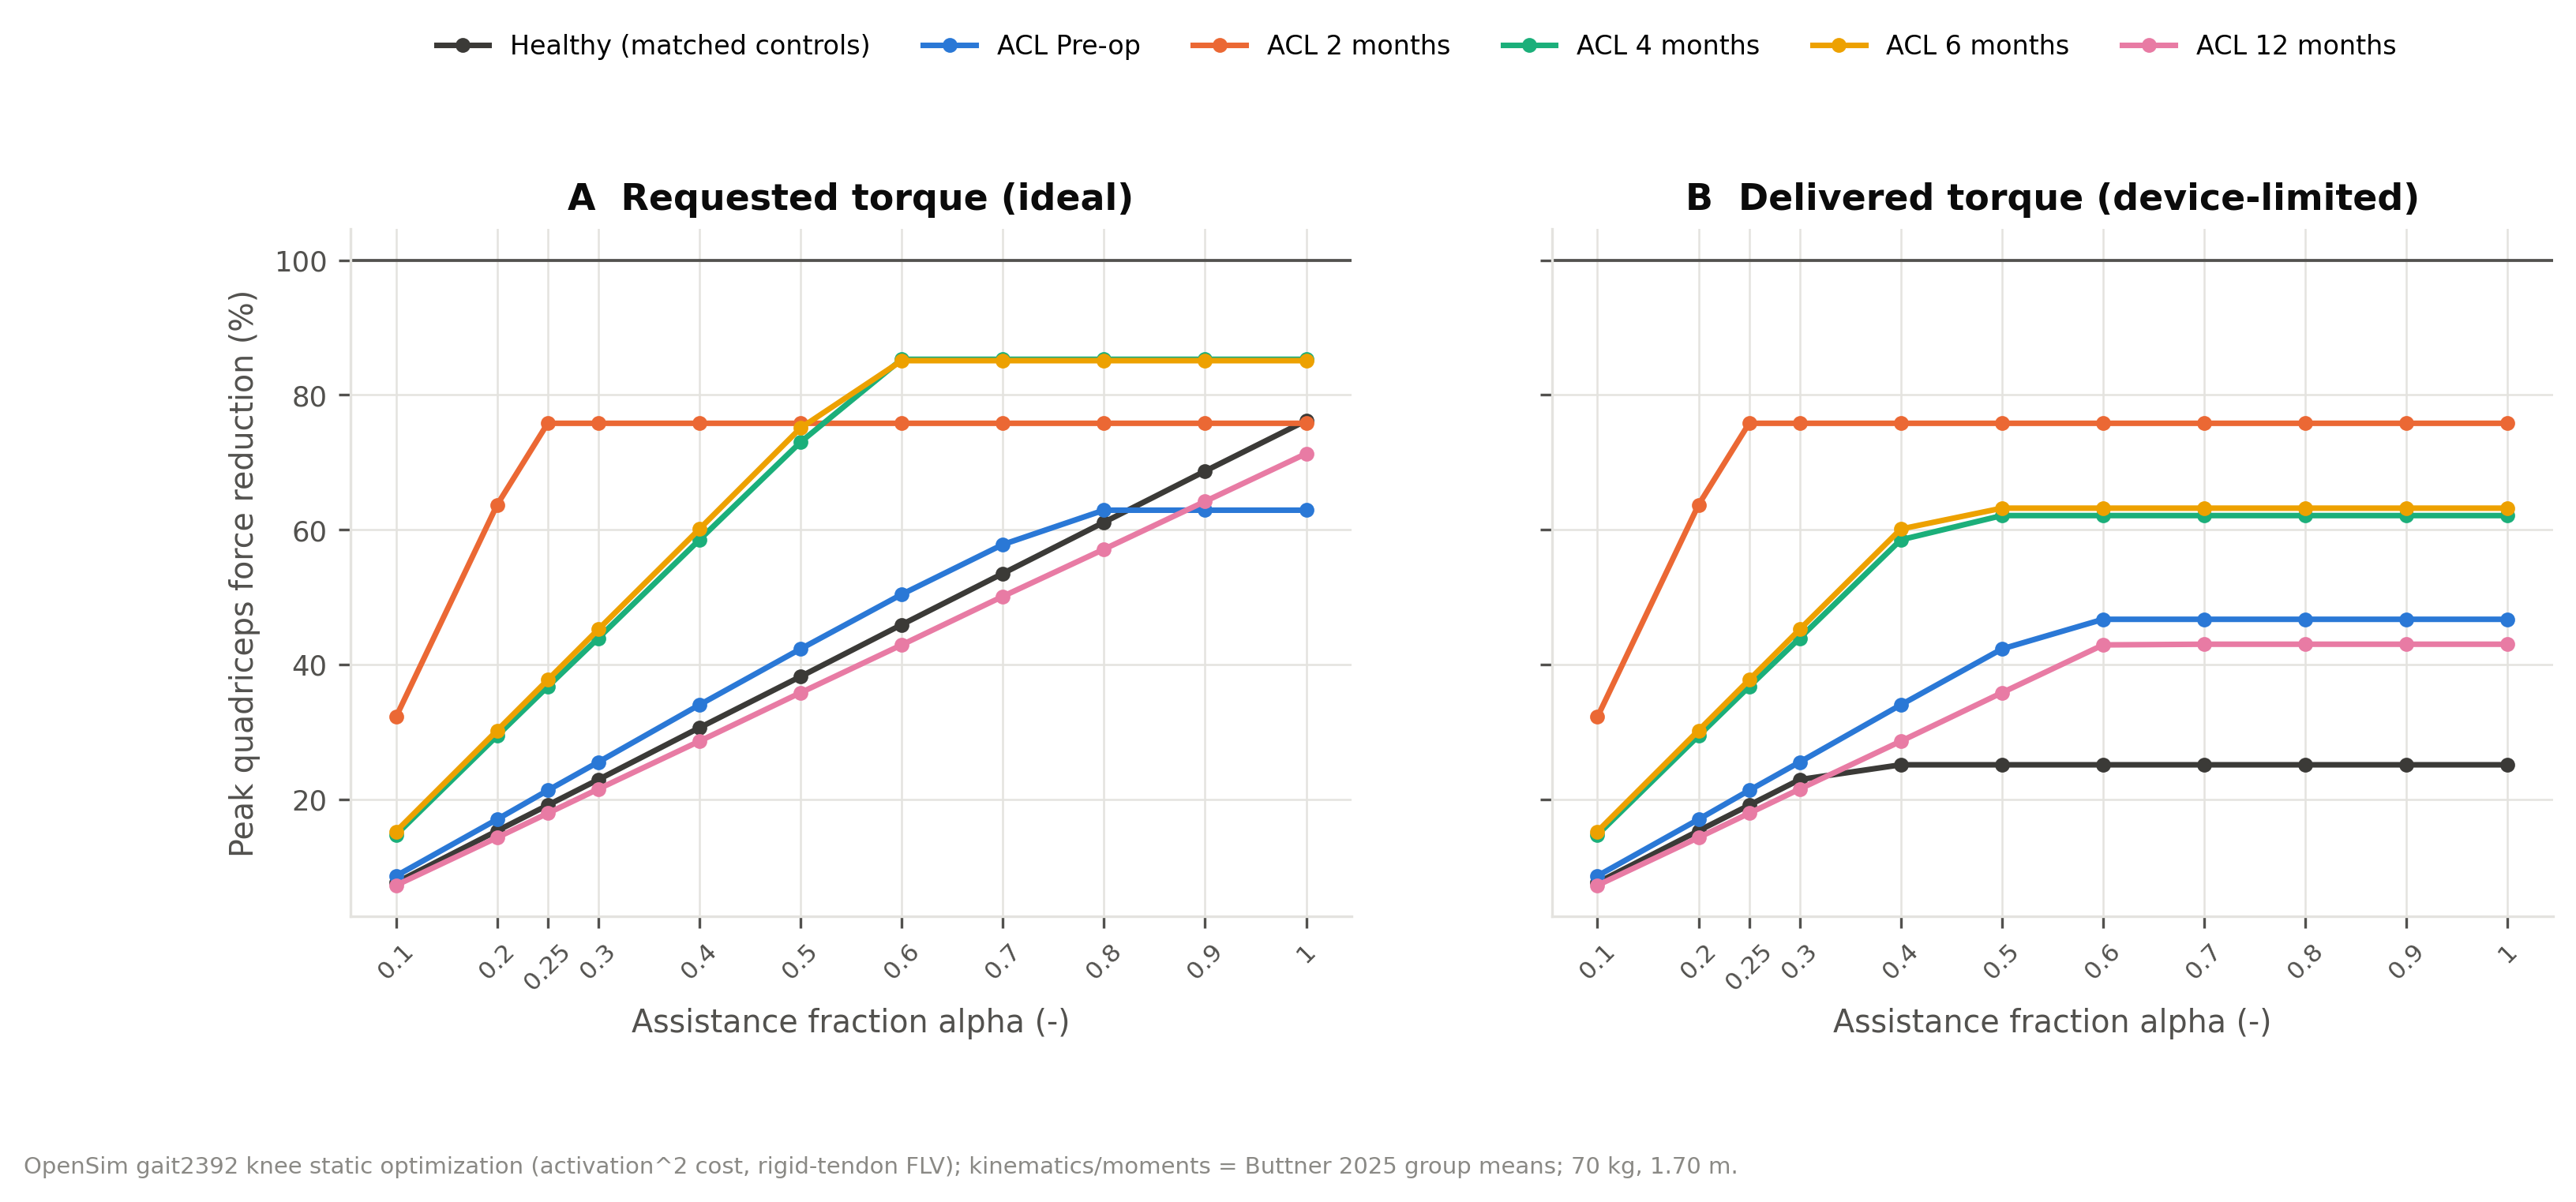 Healthy (matched controls) ACL Pre-op ACL 2 months ACL 4 months ACL 6 months ACL 12 months
A Requested torque (ideal)
B Delivered torque (device-limited)
Peak quadriceps force reduction (%)
100
80
60
40
20
0.1 0.2 0.25 0.3 0.4 0.5 0.6 0.7 0.8 0.9 1
Assistance fraction alpha (-)
0.1 0.2 0.25 0.3 0.4 0.5 0.6 0.7 0.8 0.9 1
Assistance fraction alpha (-)
OpenSim gait2392 knee static optimization (activation^2 cost, rigid-tendon FLV); kinematics/moments = Buttner 2025 group means; 70 kg, 1.70 m.